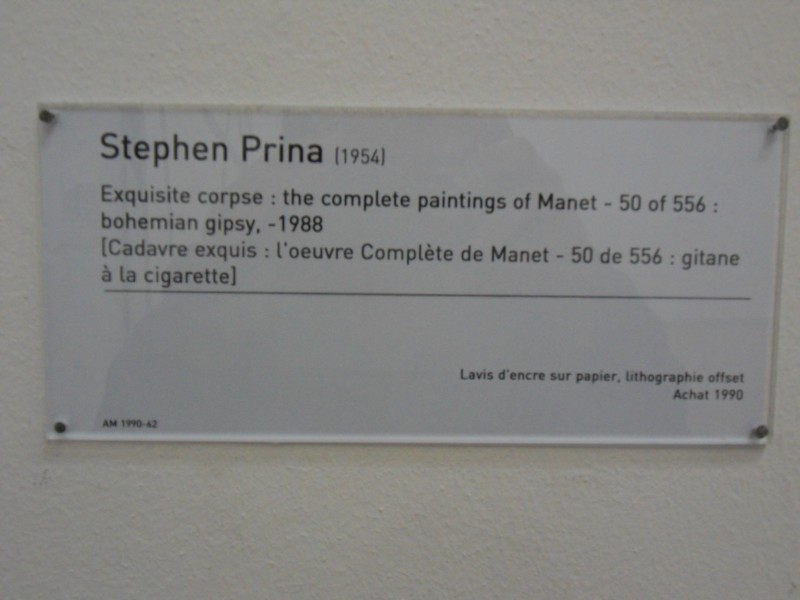 Stephen Prina (1954)
Exquisite corpse : the complete paintings of Manet - 50 of 556 :
bohemian gipsy, -1988
[Cadavre exquis : l'oeuvre Complète de Manet - 50 de 556 : gitane
à la cigarette]
Lavis d'encre sur papier, lithographie offset
Achat 1990
AM 1990-62